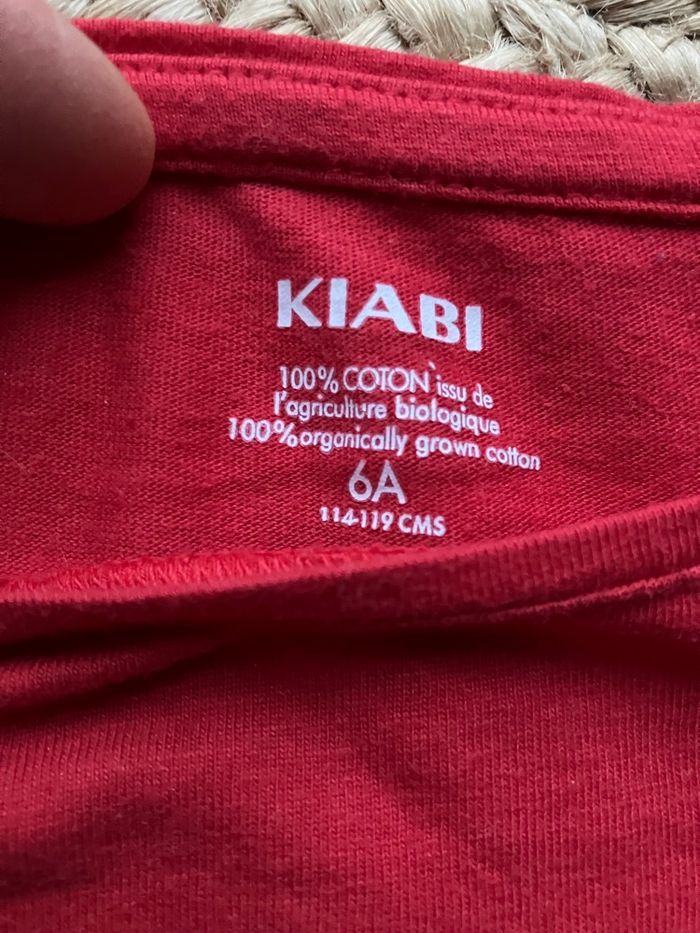 KIABI
100% COTON issu de
l'agriculture biologique
100% organically grown cotton
6A
114-119 CMS